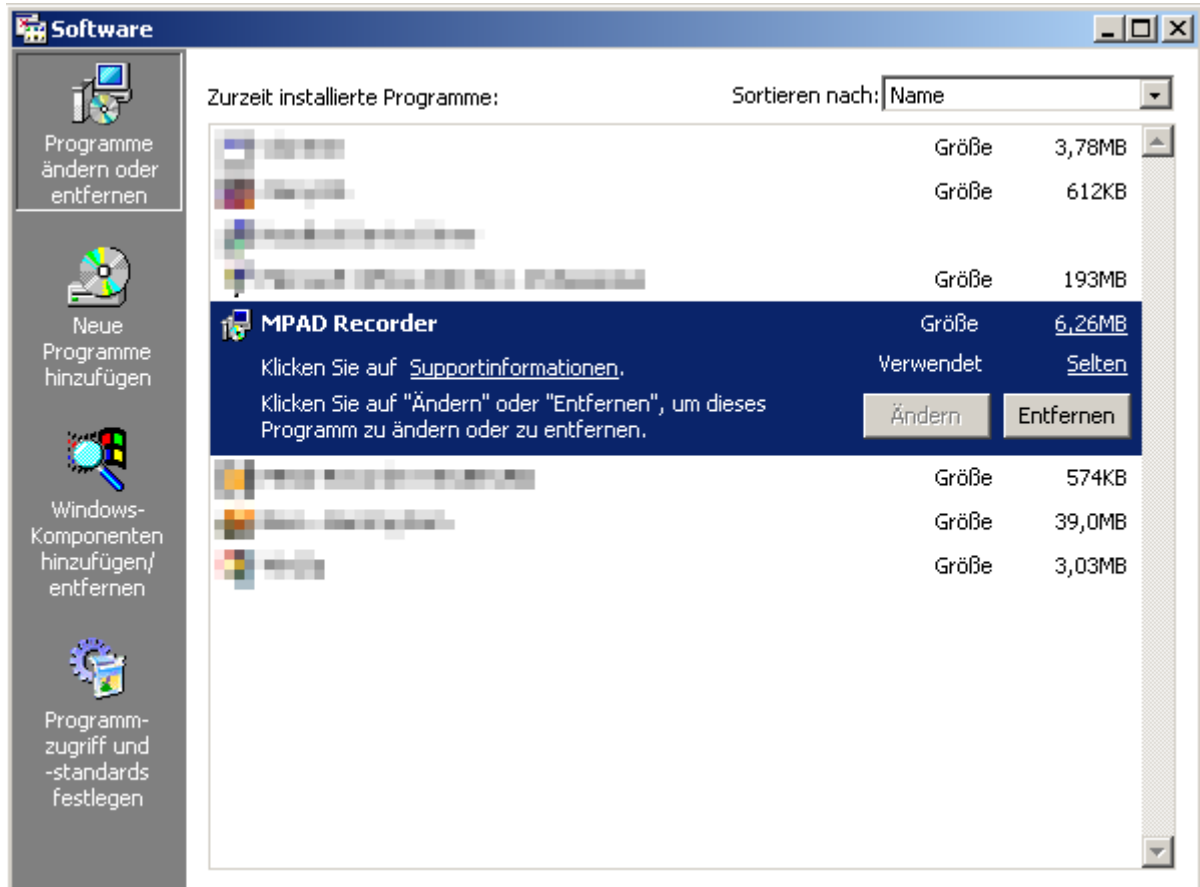 Software
Programme
ändern oder
entfernen
Neue
Programme
hinzufügen
Windows-
Komponenten
hinzufügen/
entfernen
Programm-
zugriff und
-standards
festlegen
Zurzeit installierte Programme:
Sortieren nach: Name
Größe 3,78MB
Größe 612KB
Größe 193MB
MPAD Recorder Größe 6,26MB
Klicken Sie auf Supportinformationen. Verwendet Selten
Klicken Sie auf "Ändern" oder "Entfernen", um dieses
Programm zu ändern oder zu entfernen.
Ändern Entfernen
Größe 574KB
Größe 39,0MB
Größe 3,03MB